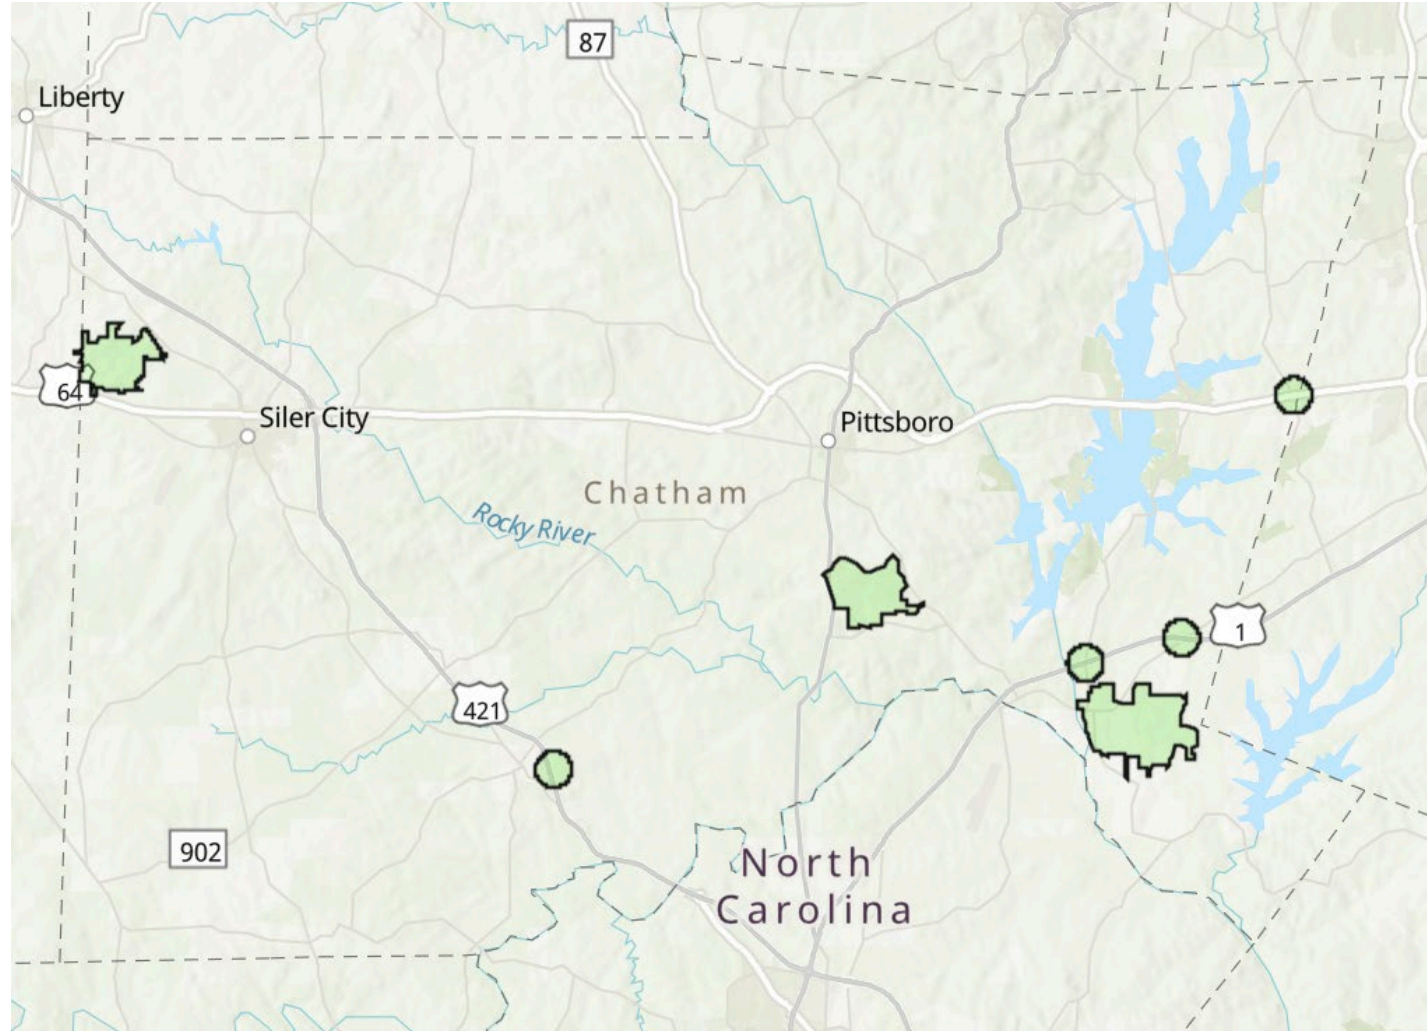 87
Liberty
64
Siler City
Pittsboro
Chatham
Rocky River
1
421
902
North
Carolina